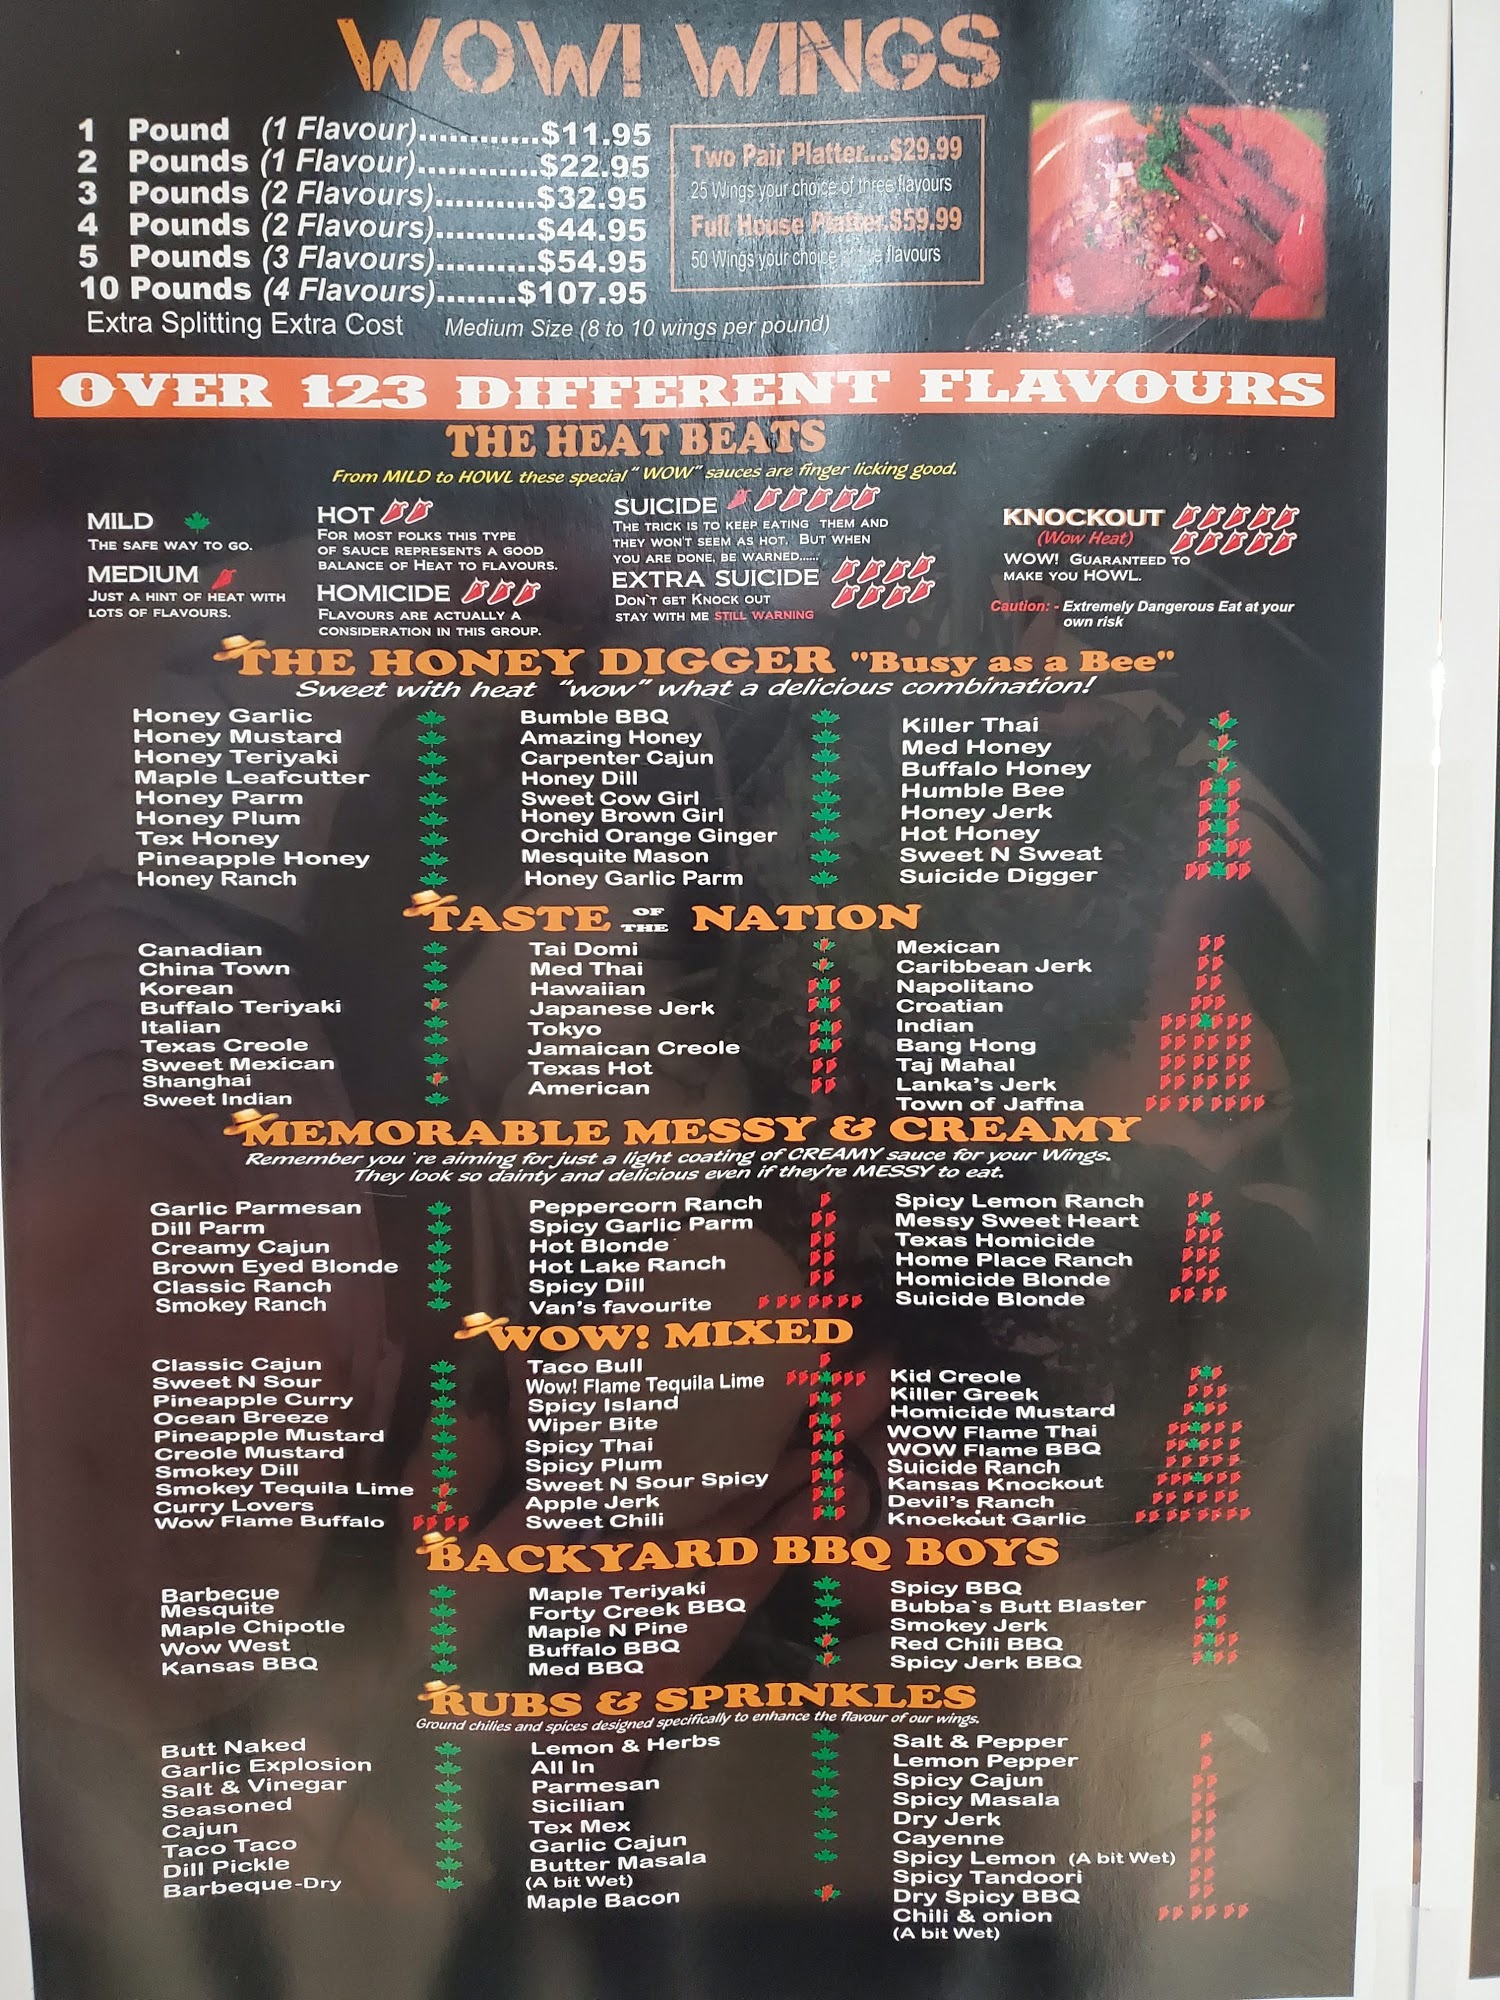 WOW! WINGS
1 Pound (1 Flavour)............$11.95
2 Pounds (1 Flavour)............$22.95
3 Pounds (2 Flavours)..........$32.95
4 Pounds (2 Flavours)..........$44.95
5 Pounds (3 Flavours)..........$54.95
10 Pounds (4 Flavours)........$107.95
Extra Splitting Extra Cost Medium Size (8 to 10 wings per pound)
Two Pair Platter....$29.99
25 Wings your choice of three flavours
Full House Platter.$59.99
50 Wings your choice flavours
OVER 123 DIFFERENT FLAVOURS
THE HEAT BEATS
From MILD to HOWL these special "WOW" sauces are finger licking good.
MILD
THE SAFE WAY TO GO.
MEDIUM
JUST A HINT OF HEAT WITH
LOTS OF FLAVOURS.
HOT
FOR MOST FOLKS THIS TYPE
OF SAUCE REPRESENTS A GOOD
BALANCE OF HEAT TO FLAVOURS.
HOMICIDE
FLAVOURS ARE ACTUALLY A
CONSIDERATION IN THIS GROUP.
SUICIDE
THE TRICK IS TO KEEP EATING THEM AND
THEY WON'T SEEM AS HOT. BUT WHEN
YOU ARE DONE, BE WARNED......
EXTRA SUICIDE
DON`T GET KNOCK OUT
STAY WITH ME STILL WARNING
KNOCKOUT
(Wow Heat)
WOW! GUARANTEED TO
MAKE YOU HOWL.
Caution: - Extremely Dangerous Eat at your
own risk
THE HONEY DIGGER "Busy as a Bee"
Sweet with heat "wow" what a delicious combination!
Honey Garlic
Honey Mustard
Honey Teriyaki
Maple Leafcutter
Honey Parm
Honey Plum
Tex Honey
Pineapple Honey
Honey Ranch
Bumble BBQ
Amazing Honey
Carpenter Cajun
Honey Dill
Sweet Cow Girl
Honey Brown Girl
Orchid Orange Ginger
Mesquite Mason
Honey Garlic Parm
Killer Thai
Med Honey
Buffalo Honey
Humble Bee
Honey Jerk
Hot Honey
Sweet N Sweat
Suicide Digger
TASTE OF THE NATION
Canadian
China Town
Korean
Buffalo Teriyaki
Italian
Texas Creole
Sweet Mexican
Shanghai
Sweet Indian
Tai Domi
Med Thai
Hawaiian
Japanese Jerk
Tokyo
Jamaican Creole
Texas Hot
American
Mexican
Caribbean Jerk
Napolitano
Croatian
Indian
Bang Hong
Taj Mahal
Lanka's Jerk
Town of Jaffna
MEMORABLE MESSY & CREAMY
Remember you 're aiming for just a light coating of CREAMY sauce for your Wings.
They look so dainty and delicious even if they're MESSY to eat.
Garlic Parmesan
Dill Parm
Creamy Cajun
Brown Eyed Blonde
Classic Ranch
Smokey Ranch
Peppercorn Ranch
Spicy Garlic Parm
Hot Blonde
Hot Lake Ranch
Spicy Dill
Van's favourite
Spicy Lemon Ranch
Messy Sweet Heart
Texas Homicide
Home Place Ranch
Homicide Blonde
Suicide Blonde
WOW! MIXED
Classic Cajun
Sweet N Sour
Pineapple Curry
Ocean Breeze
Pineapple Mustard
Creole Mustard
Smokey Dill
Smokey Tequila Lime
Curry Lovers
Wow Flame Buffalo
Taco Bull
Wow! Flame Tequila Lime
Spicy Island
Wiper Bite
Spicy Thai
Spicy Plum
Sweet N Sour Spicy
Apple Jerk
Sweet Chili
Kid Creole
Killer Greek
Homicide Mustard
WOW Flame Thai
WOW Flame BBQ
Suicide Ranch
Kansas Knockout
Devil's Ranch
Knockout Garlic
BACKYARD BBQ BOYS
Barbecue
Mesquite
Maple Chipotle
Wow West
Kansas BBQ
Maple Teriyaki
Forty Creek BBQ
Maple N Pine
Buffalo BBQ
Med BBQ
Spicy BBQ
Bubba`s Butt Blaster
Smokey Jerk
Red Chili BBQ
Spicy Jerk BBQ
RUBS & SPRINKLES
Ground chilies and spices designed specifically to enhance the flavour of our wings.
Butt Naked
Garlic Explosion
Salt & Vinegar
Seasoned
Cajun
Taco Taco
Dill Pickle
Barbeque-Dry
Lemon & Herbs
All In
Parmesan
Sicilian
Tex Mex
Garlic Cajun
Butter Masala
(A bit Wet)
Maple Bacon
Salt & Pepper
Lemon Pepper
Spicy Cajun
Spicy Masala
Dry Jerk
Cayenne
Spicy Lemon (A bit Wet)
Spicy Tandoori
Dry Spicy BBQ
Chili & onion
(A bit Wet)